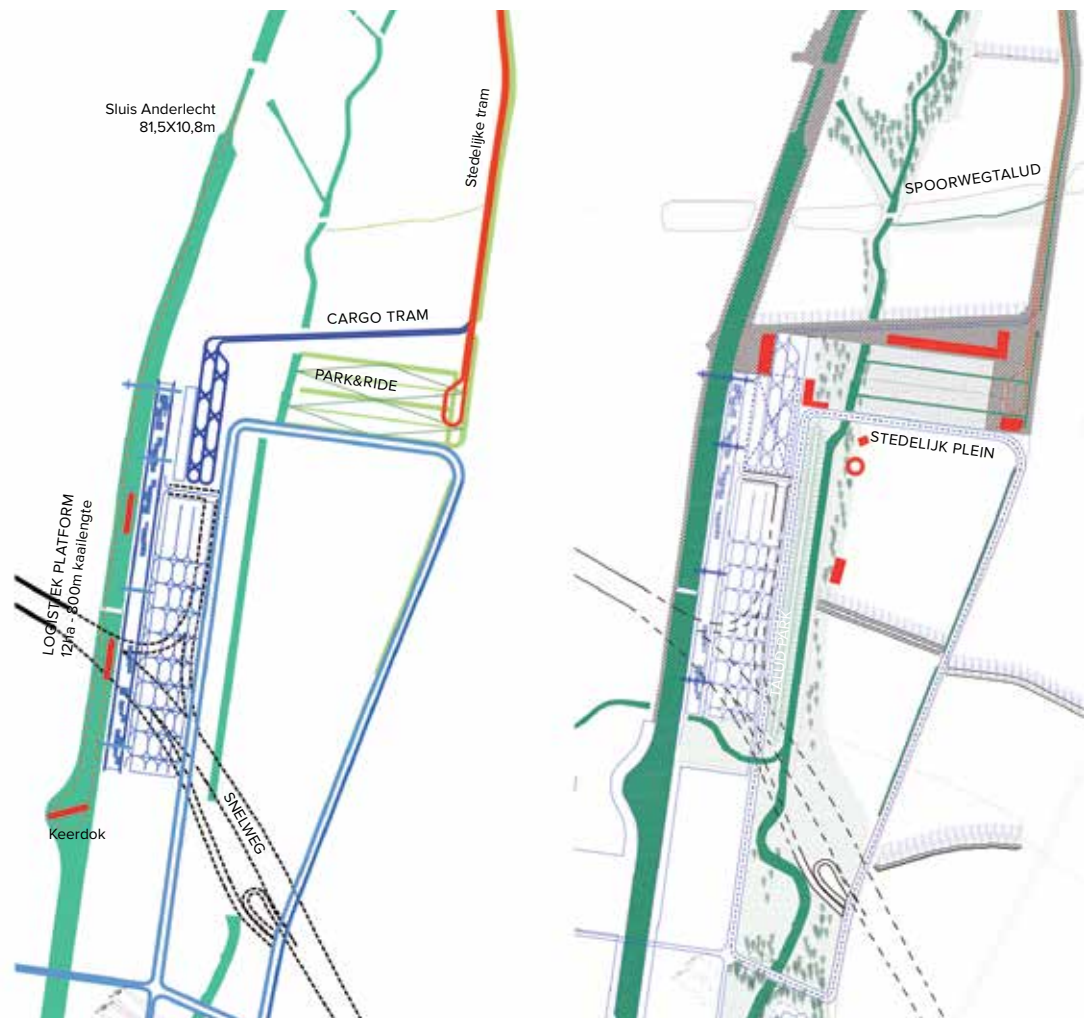 Sluis Anderlecht
81,5X10,8m
Stedelijke tram
CARGO TRAM
PARK&RIDE
LOGISTIEK PLATFORM
12ha - 800m kaailengte
SNELWEG
Keerdok
SPOORWEGTALUD
STEDELIJK PLEIN
TALUD PARK